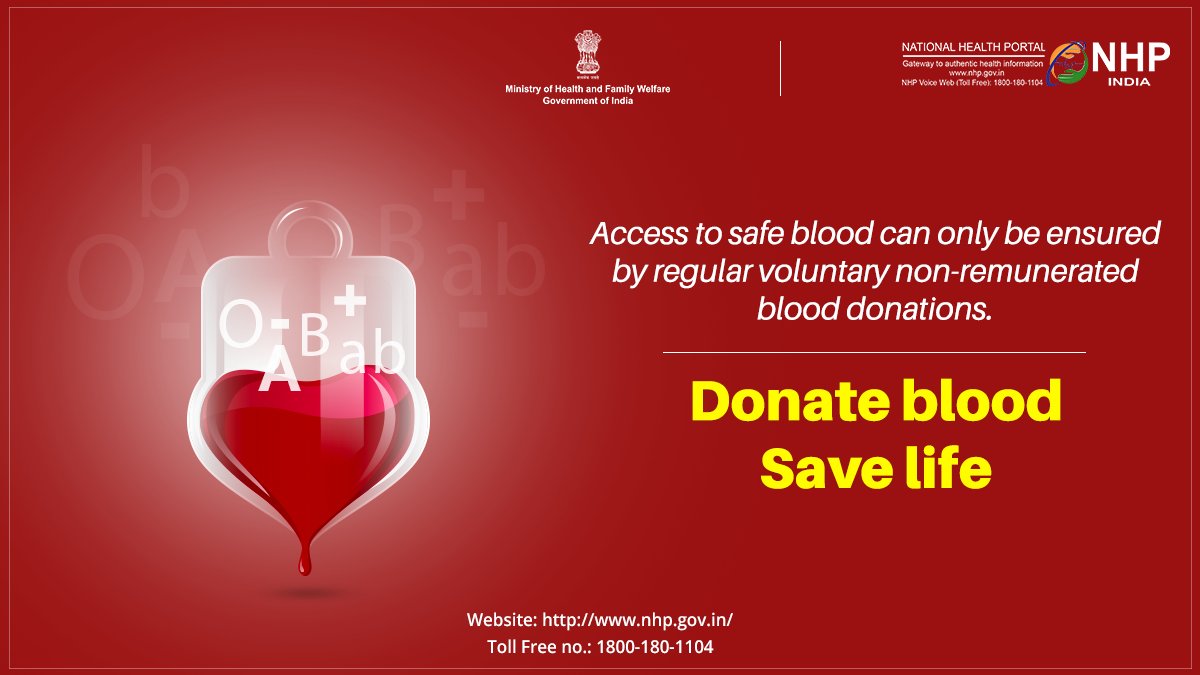 Ministry of Health and Family Welfare
Government of India
NATIONAL HEALTH PORTAL
Gateway to authentic health information
www.nhp.gov.in
NHP Voice Web (Toll Free): 1800-180-1104
NHP
INDIA
b
O
A
-
B
+
ab
-
O
-
A
B
+
ab
Access to safe blood can only be ensured
by regular voluntary non-remunerated
blood donations.
Donate blood
Save life
Website: http://www.nhp.gov.in/
Toll Free no.: 1800-180-1104